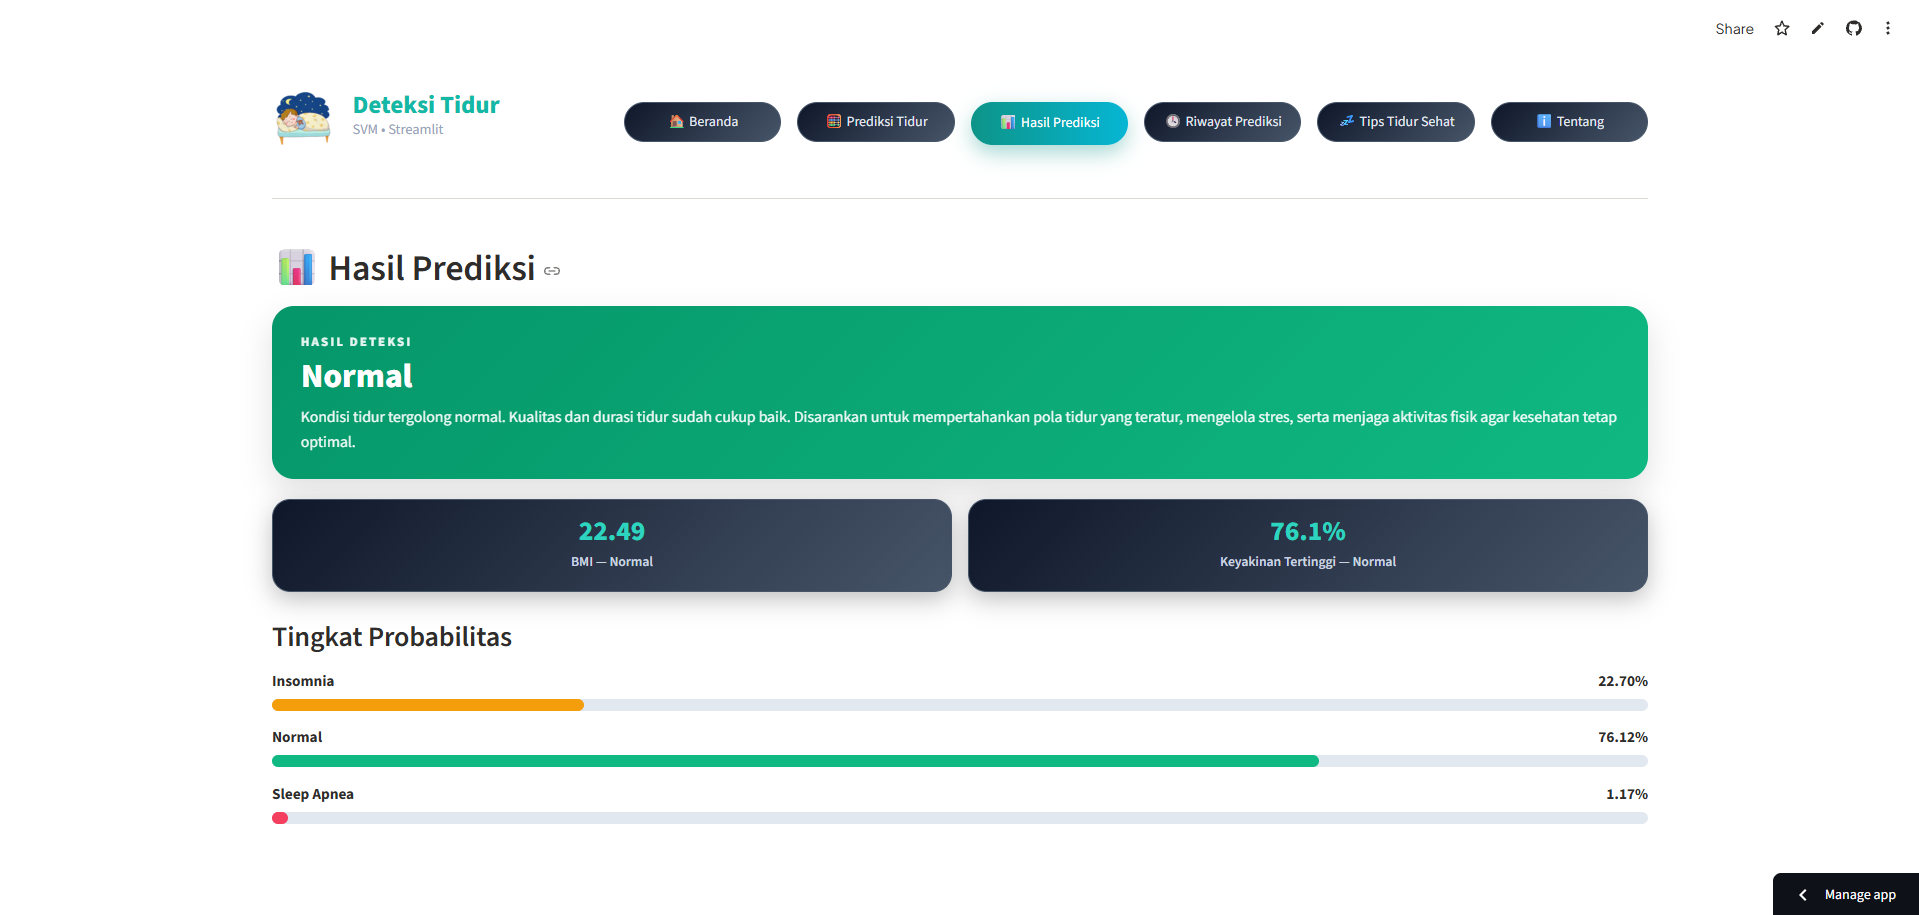 Share
Deteksi Tidur
SVM • Streamlit
Beranda
Prediksi Tidur
Hasil Prediksi
Riwayat Prediksi
Tips Tidur Sehat
Tentang
Hasil Prediksi
HASIL DETEKSI
Normal
Kondisi tidur tergolong normal. Kualitas dan durasi tidur sudah cukup baik. Disarankan untuk mempertahankan pola tidur yang teratur, mengelola stres, serta menjaga aktivitas fisik agar kesehatan tetap
optimal.
22.49
BMI — Normal
76.1%
Keyakinan Tertinggi — Normal
Tingkat Probabilitas
Insomnia 22.70%
Normal 76.12%
Sleep Apnea 1.17%
Manage app